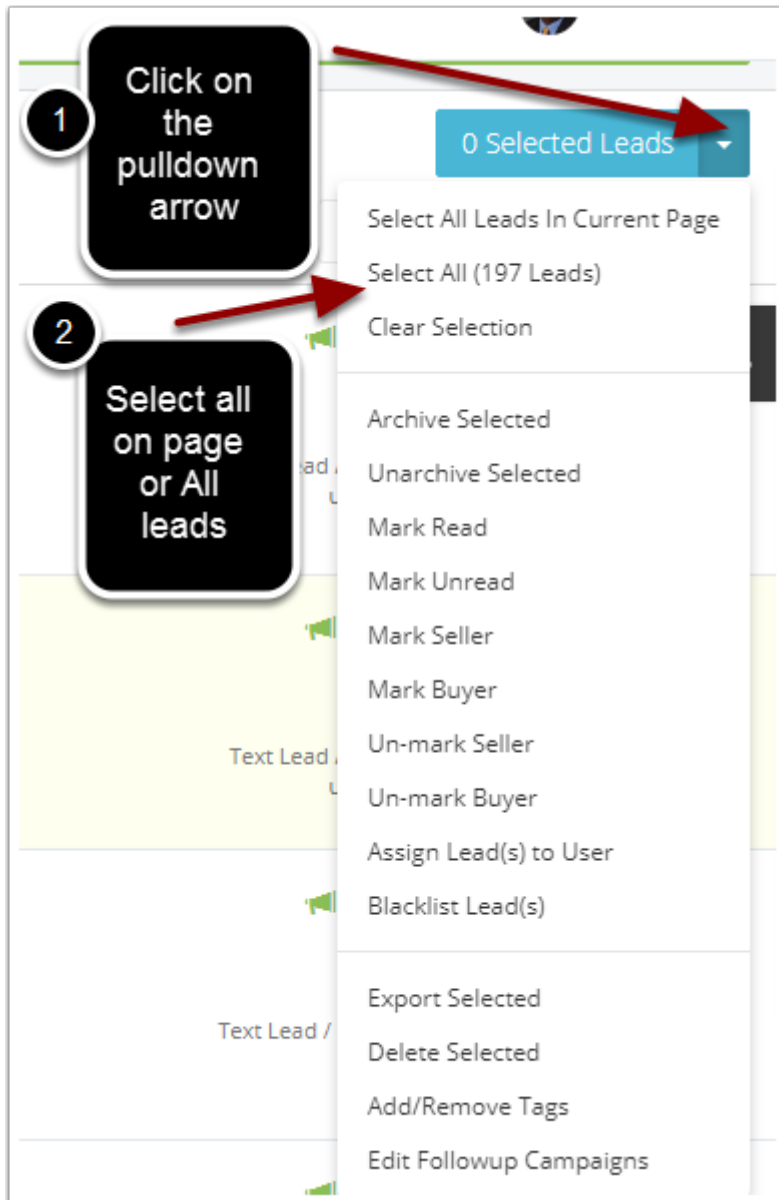 1
Click on
the
pulldown
arrow
0 Selected Leads
Select All Leads In Current Page
Select All (197 Leads)
Clear Selection
2
Select all
on page
or All
leads
Archive Selected
Unarchive Selected
Mark Read
Mark Unread
Mark Seller
Mark Buyer
Un-mark Seller
Un-mark Buyer
Assign Lead(s) to User
Blacklist Lead(s)
Text Lead
Export Selected
Delete Selected
Add/Remove Tags
Edit Followup Campaigns
Text Lead /